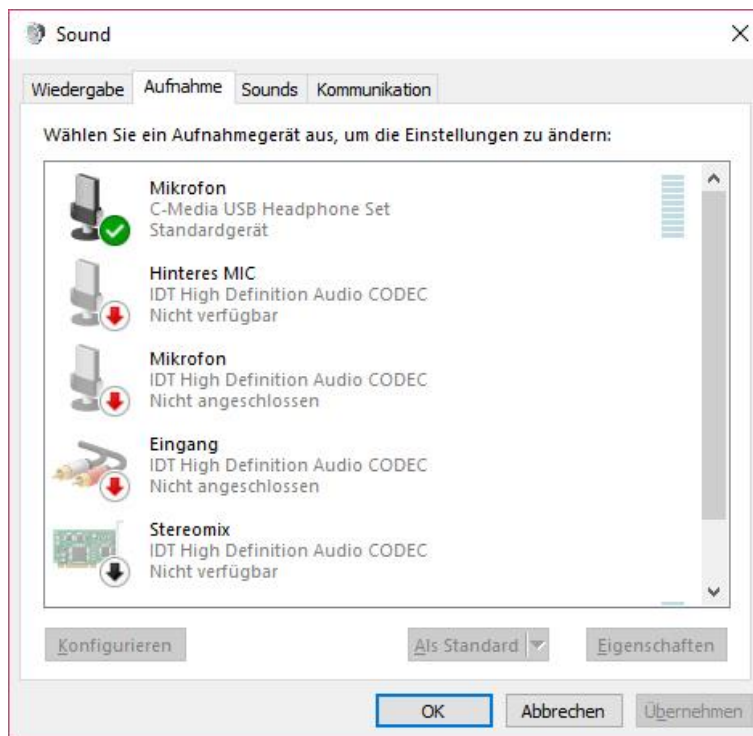 Sound
Wiedergabe Aufnahme Sounds Kommunikation
Wählen Sie ein Aufnahmegerät aus, um die Einstellungen zu ändern:
Mikrofon
C-Media USB Headphone Set
Standardgerät
Hinteres MIC
IDT High Definition Audio CODEC
Nicht verfügbar
Mikrofon
IDT High Definition Audio CODEC
Nicht angeschlossen
Eingang
IDT High Definition Audio CODEC
Nicht angeschlossen
Stereomix
IDT High Definition Audio CODEC
Nicht verfügbar
Konfigurieren Als Standard Eigenschaften
OK Abbrechen Übernehmen